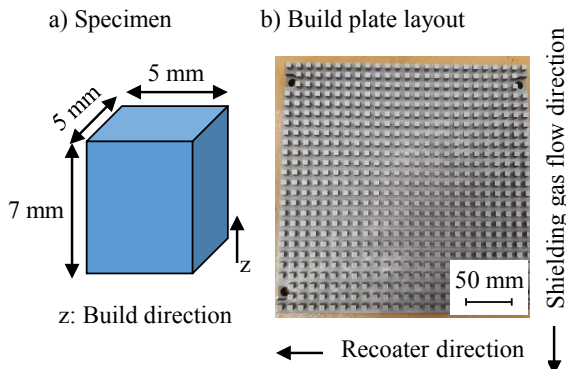 a) Specimen
b) Build plate layout
5 mm
5 mm
7 mm
z
z: Build direction
50 mm
Shielding gas flow direction
Recoater direction